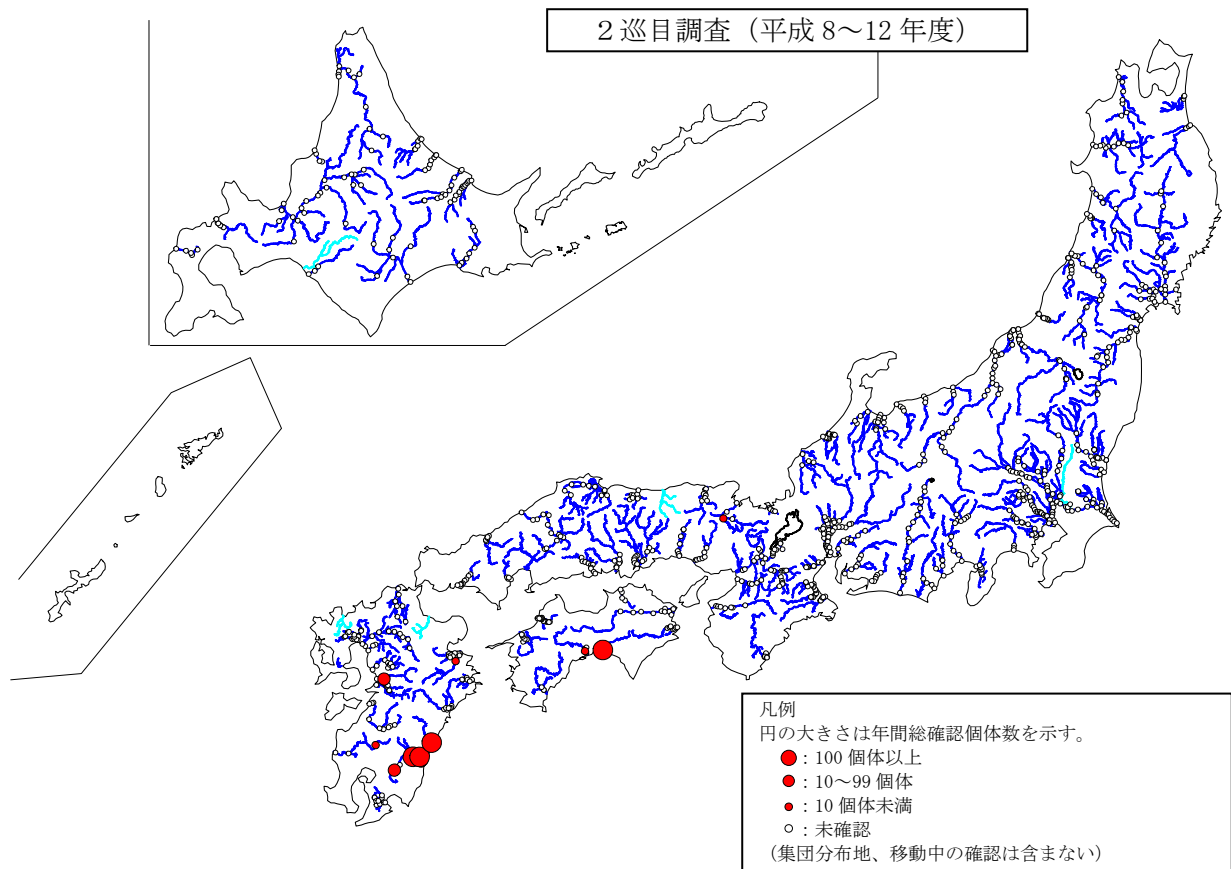 ２巡目調査（平成 8～12 年度）
凡例
円の大きさは年間総確認個体数を示す。
：100 個体以上
：10～99 個体
：10 個体未満
：未確認
（集団分布地、移動中の確認は含まない）